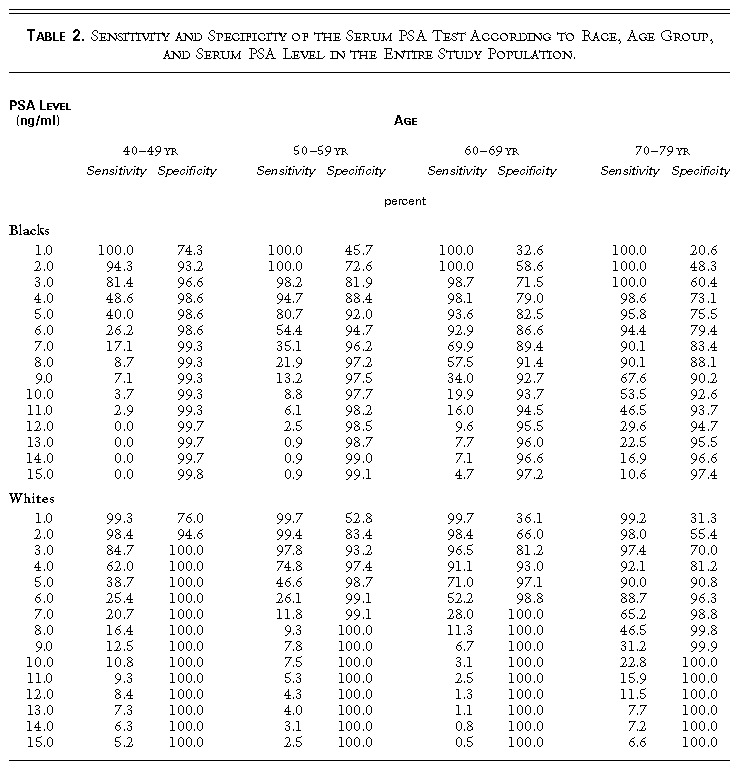 TABLE 2. SENSITIVITY AND SPECIFICITY OF THE SERUM PSA TEST ACCORDING TO RACE, AGE GROUP,
AND SERUM PSA LEVEL IN THE ENTIRE STUDY POPULATION.
PSA LEVEL
(ng/ml) AGE
40–49 YR 50–59 YR 60–69 YR 70–79 YR
Sensitivity Specificity Sensitivity Specificity Sensitivity Specificity Sensitivity Specificity
percent
Blacks
1.0 100.0 74.3 100.0 45.7 100.0 32.6 100.0 20.6
2.0 94.3 93.2 100.0 72.6 100.0 58.6 100.0 48.3
3.0 81.4 96.6 98.2 81.9 98.7 71.5 100.0 60.4
4.0 48.6 98.6 94.7 88.4 98.1 79.0 98.6 73.1
5.0 40.0 98.6 80.7 92.0 93.6 82.5 95.8 75.5
6.0 26.2 98.6 54.4 94.7 92.9 86.6 94.4 79.4
7.0 17.1 99.3 35.1 96.2 69.9 89.4 90.1 83.4
8.0 8.7 99.3 21.9 97.2 57.5 91.4 90.1 88.1
9.0 7.1 99.3 13.2 97.5 34.0 92.7 67.6 90.2
10.0 3.7 99.3 8.8 97.7 19.9 93.7 53.5 92.6
11.0 2.9 99.3 6.1 98.2 16.0 94.5 46.5 93.7
12.0 0.0 99.7 2.5 98.5 9.6 95.5 29.6 94.7
13.0 0.0 99.7 0.9 98.7 7.7 96.0 22.5 95.5
14.0 0.0 99.7 0.9 99.0 7.1 96.6 16.9 96.6
15.0 0.0 99.8 0.9 99.1 4.7 97.2 10.6 97.4
Whites
1.0 99.3 76.0 99.7 52.8 99.7 36.1 99.2 31.3
2.0 98.4 94.6 99.4 83.4 98.4 66.0 98.0 55.4
3.0 84.7 100.0 97.8 93.2 96.5 81.2 97.4 70.0
4.0 62.0 100.0 74.8 97.4 91.1 93.0 92.1 81.2
5.0 38.7 100.0 46.6 98.7 71.0 97.1 90.0 90.8
6.0 25.4 100.0 26.1 99.1 52.2 98.8 88.7 96.3
7.0 20.7 100.0 11.8 99.1 28.0 100.0 65.2 98.8
8.0 16.4 100.0 9.3 100.0 11.3 100.0 46.5 99.8
9.0 12.5 100.0 7.8 100.0 6.7 100.0 31.2 99.9
10.0 10.8 100.0 7.5 100.0 3.1 100.0 22.8 100.0
11.0 9.3 100.0 5.3 100.0 2.5 100.0 15.9 100.0
12.0 8.4 100.0 4.3 100.0 1.3 100.0 11.5 100.0
13.0 7.3 100.0 4.0 100.0 1.1 100.0 7.7 100.0
14.0 6.3 100.0 3.1 100.0 0.8 100.0 7.2 100.0
15.0 5.2 100.0 2.5 100.0 0.5 100.0 6.6 100.0